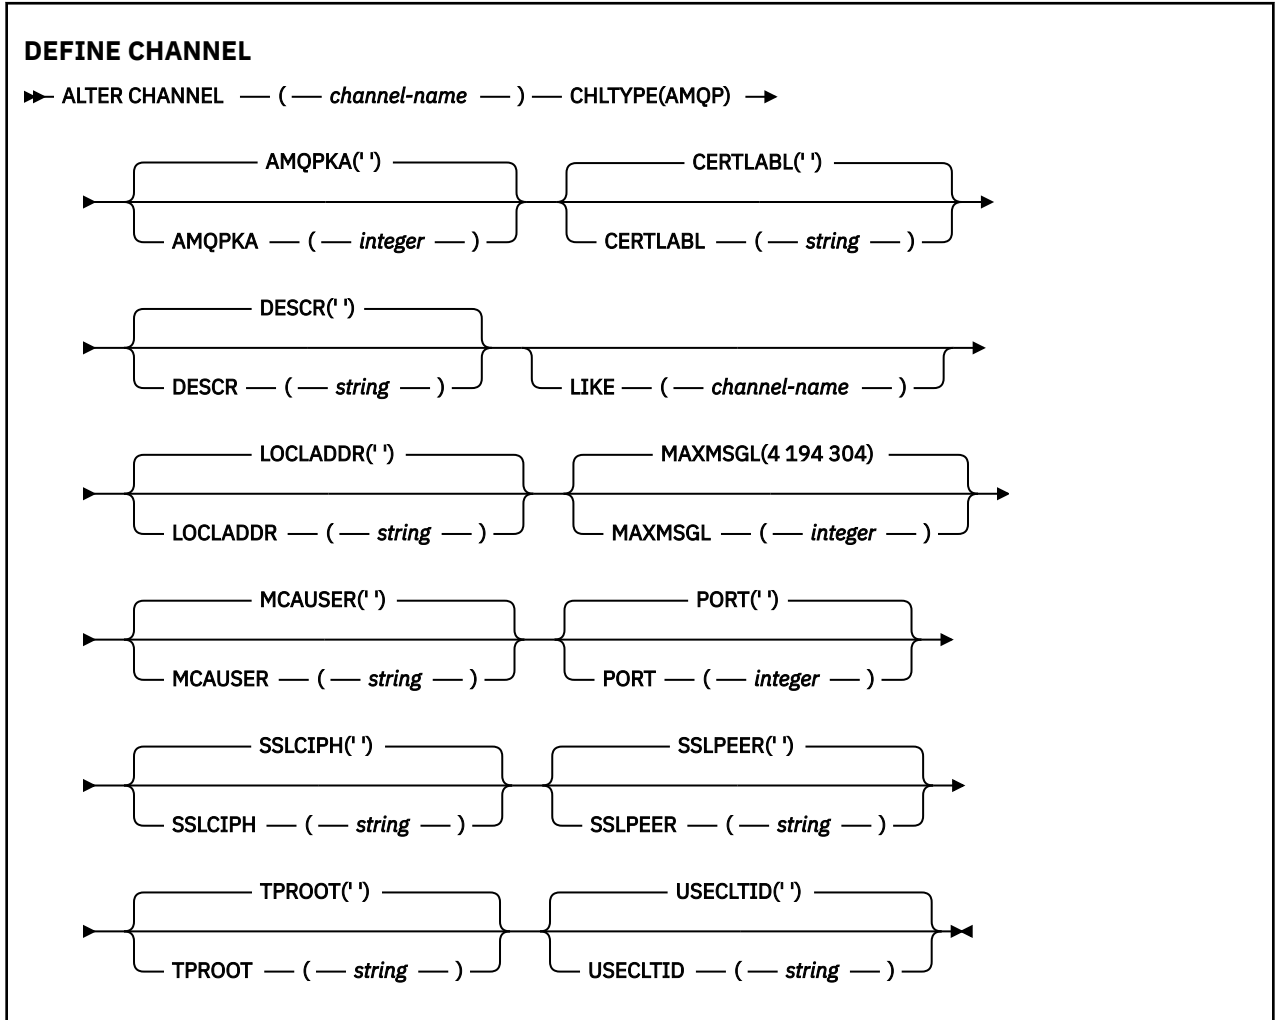 DEFINE CHANNEL
ALTER CHANNEL ( channel-name ) CHLTYPE(AMQP)
AMQPKA(' ') CERTLABL(' ')
AMQPKA ( integer ) CERTLABL ( string )
DESCR(' ')
DESCR ( string ) LIKE ( channel-name )
LOCLADDR(' ') MAXMSGL(4 194 304)
LOCLADDR ( string ) MAXMSGL ( integer )
MCAUSER(' ') PORT(' ')
MCAUSER ( string ) PORT ( integer )
SSLCIPH(' ') SSLPEER(' ')
SSLCIPH ( string ) SSLPEER ( string )
TPROOT(' ') USECLTID(' ')
TPROOT ( string ) USECLTID ( string )